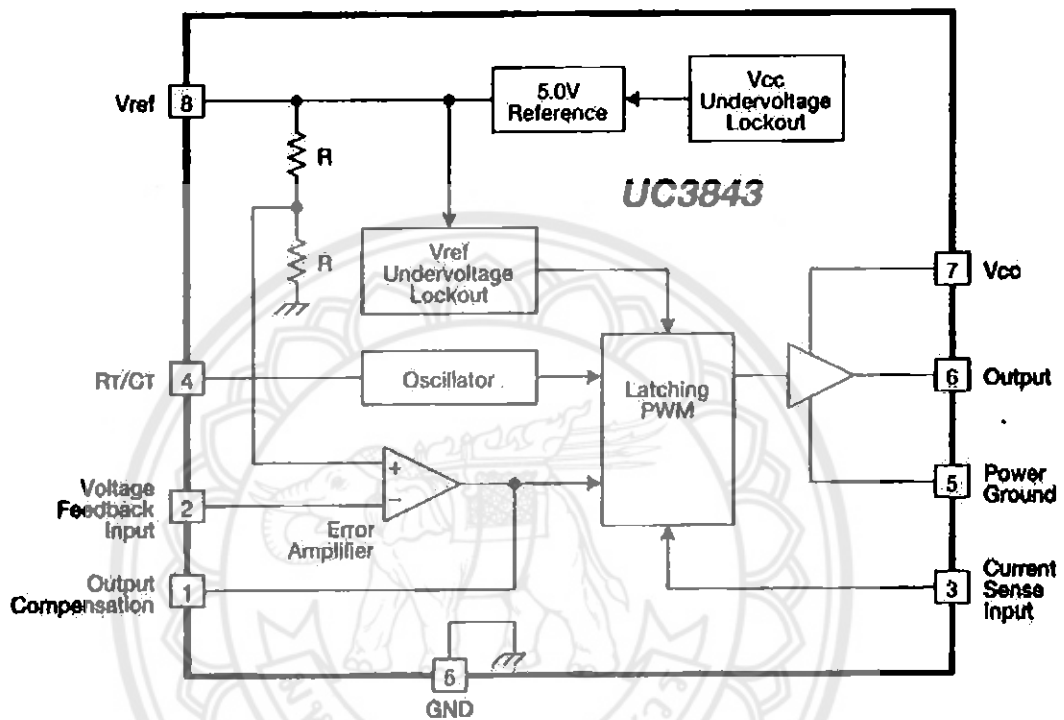 Vref
8
5.0V
Reference
Vcc
Undervoltage
Lockout
R
UC3843
R
Vref
Undervoltage
Lockout
7
Vcc
RT/CT
4
Oscillator
Latching
PWM
6
Output
+
−
Voltage
Feedback
Input
2
Error
Amplifier
5
Power
Ground
Output
Compensation
1
3
Current
Sense
Input
5
GND